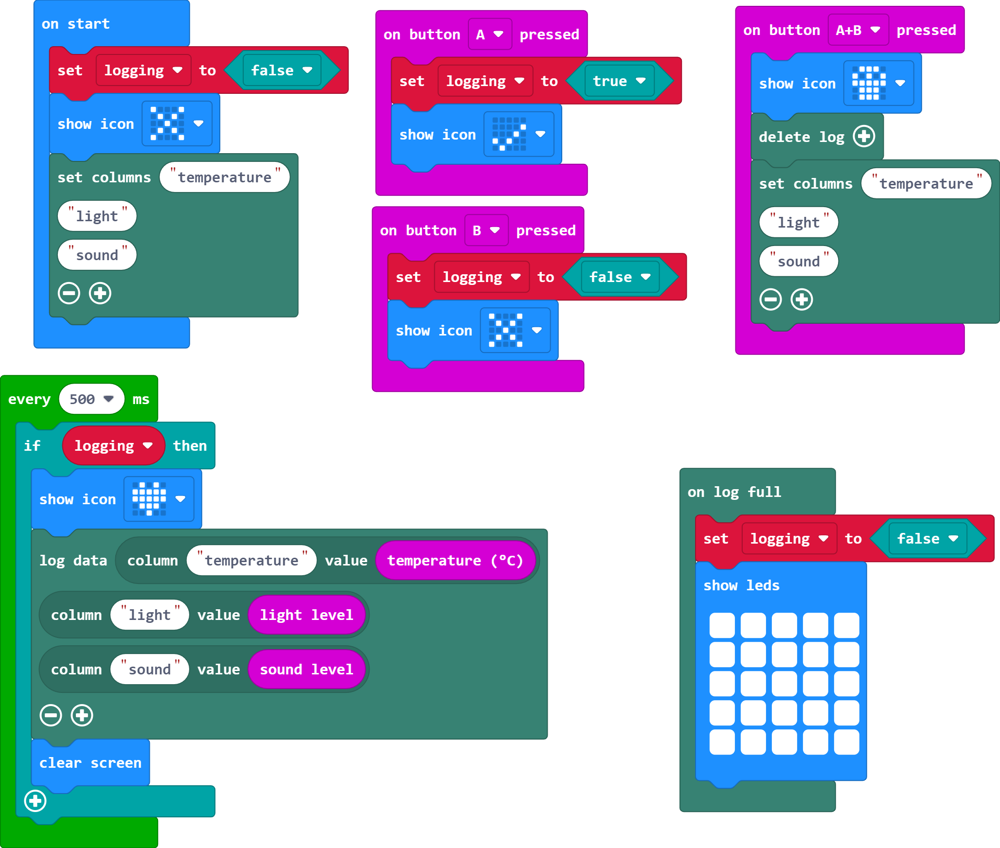 on start
set logging to false
show icon
set columns "temperature"
"light"
"sound"
on button A pressed
set logging to true
show icon
on button B pressed
set logging to false
show icon
on button A+B pressed
show icon
delete log
set columns "temperature"
"light"
"sound"
every 500 ms
if logging then
show icon
log data column "temperature" value temperature (°C)
column "light" value light level
column "sound" value sound level
clear screen
on log full
set logging to false
show leds